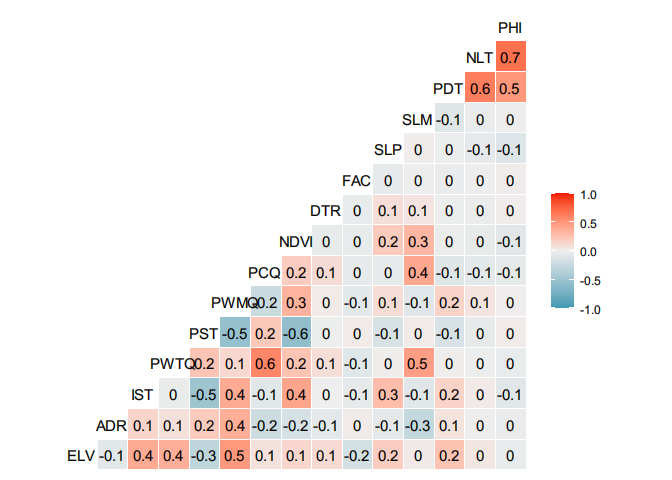 PHI
NLT 0.7
PDT 0.6 0.5
SLM -0.1 0 0
SLP 0 0 -0.1 -0.1
FAC 0 0 0 0 0
DTR 0 0.1 0.1 0 0 0
NDVI 0 0 0.2 0.3 0 0 -0.1
PCQ 0.2 0.1 0 0 0.4 -0.1 -0.1 -0.1
PWMQ -0.2 0.3 0 -0.1 0.1 -0.1 0.2 0.1 0
PST -0.5 0.2 -0.6 0 0 -0.1 0 -0.1 0 0
PWTQ 0.2 0.1 0.6 0.2 0.1 -0.1 0 0.5 0 0 0
IST 0 -0.5 0.4 -0.1 0.4 0 -0.1 0.3 -0.1 0.2 0 -0.1
ADR 0.1 0.1 0.2 0.4 -0.2 -0.2 -0.1 0 -0.1 -0.3 0.1 0 0
ELV -0.1 0.4 0.4 -0.3 0.5 0.1 0.1 0.1 -0.2 0.2 0 0.2 0 0
1.0
0.5
0.0
-0.5
-1.0